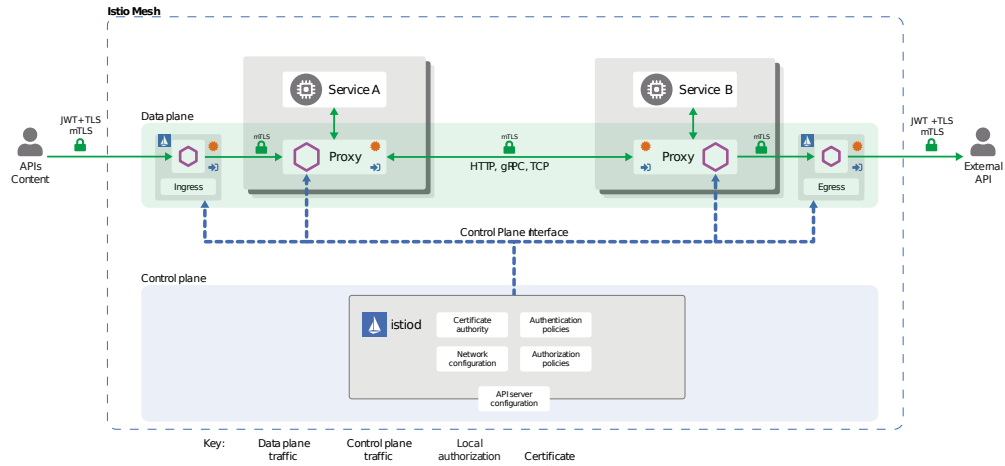 Istio Mesh
Service A
Service B
Data plane
JWT+TLS
mTLS
mTLS
mTLS
mTLS
JWT +TLS
mTLS
Proxy
Proxy
HTTP, gRPC, TCP
APIs
Content
Ingress
Egress
External
API
Control Plane interface
Control plane
istiod
Certificate
authority
Authentication
policies
Network
configuration
Authorization
policies
API server
configuration
Key:
Data plane
traffic
Control plane
traffic
Local
authorization
Certificate